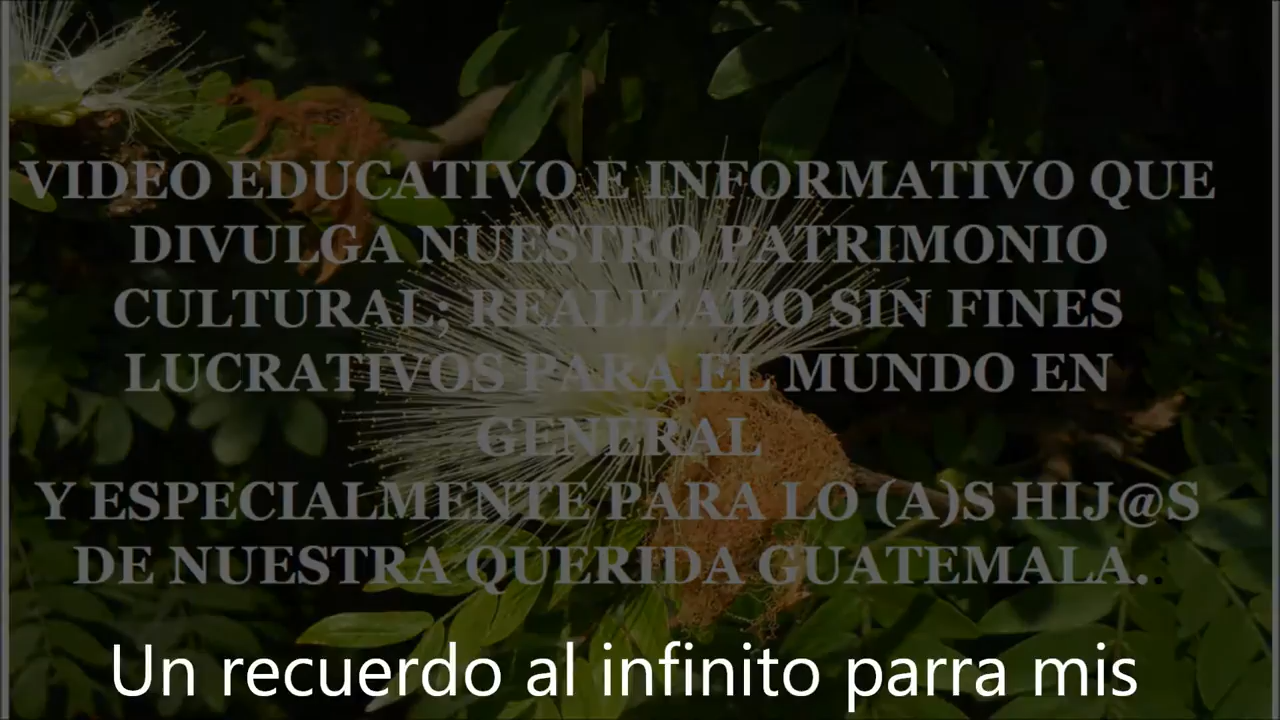 VIDEO EDUCATIVO E INFORMATIVO QUE
DIVULGA NUESTRO PATRIMONIO
CULTURAL; REALIZADO SIN FINES
LUCRATIVOS PARA EL MUNDO EN
GENERAL
Y ESPECIALMENTE PARA LO (A)S HIJ@S
DE NUESTRA QUERIDA GUATEMALA..
Un recuerdo al infinito parra mis